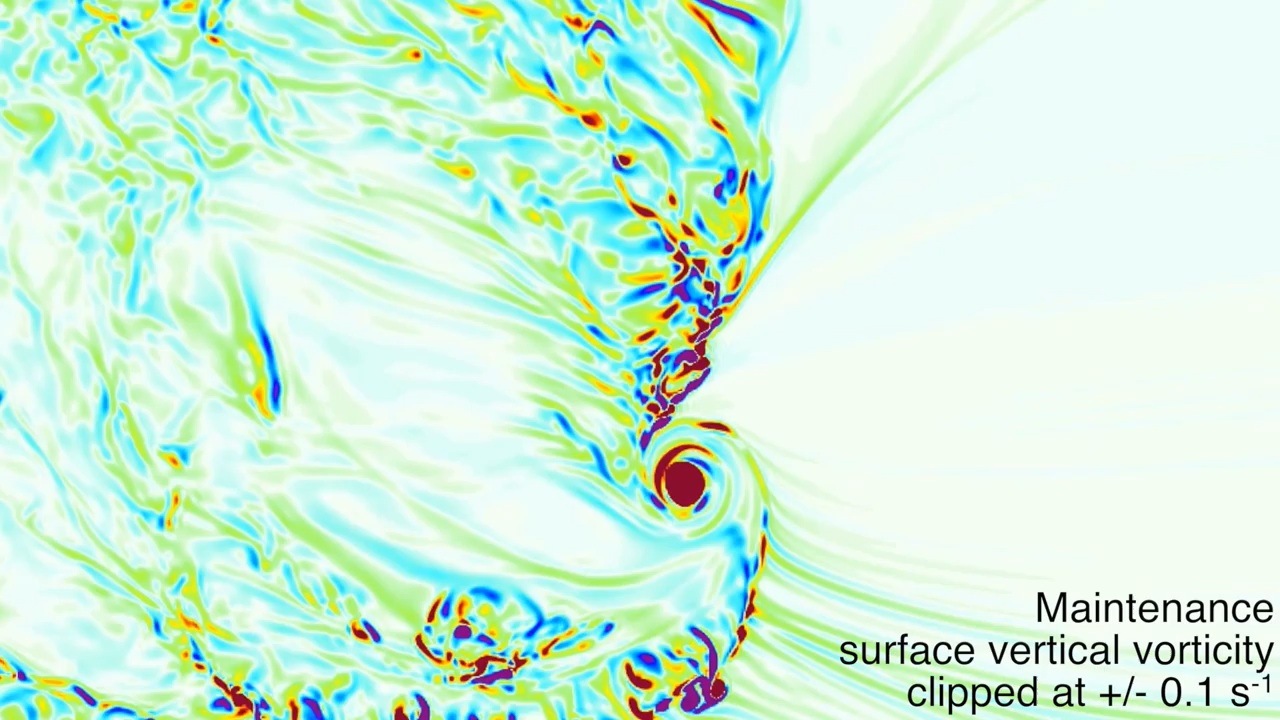 Maintenance
surface vertical vorticity
clipped at +/- 0.1 s⁻¹